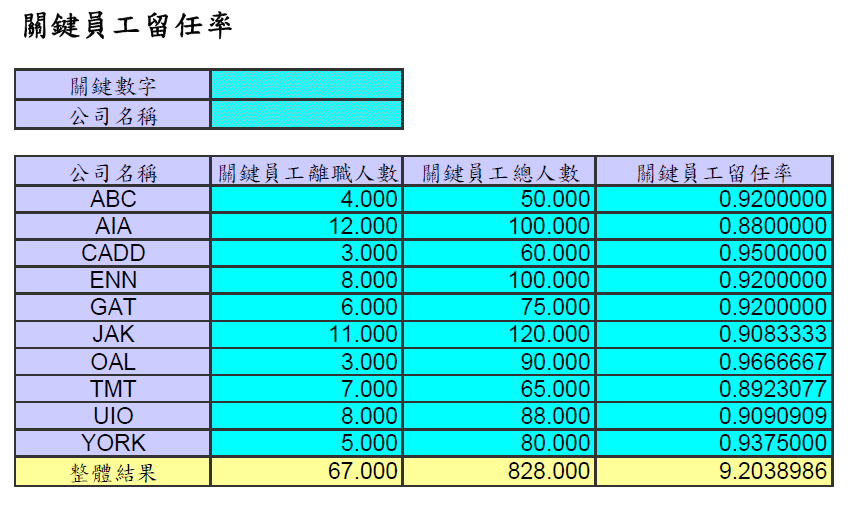 關鍵員工留任率
關鍵數字
公司名稱
公司名稱 關鍵員工離職人數 關鍵員工總人數 關鍵員工留任率
ABC 4.000 50.000 0.9200000
AIA 12.000 100.000 0.8800000
CADD 3.000 60.000 0.9500000
ENN 8.000 100.000 0.9200000
GAT 6.000 75.000 0.9200000
JAK 11.000 120.000 0.9083333
OAL 3.000 90.000 0.9666667
TMT 7.000 65.000 0.8923077
UIO 8.000 88.000 0.9090909
YORK 5.000 80.000 0.9375000
整體結果 67.000 828.000 9.2038986